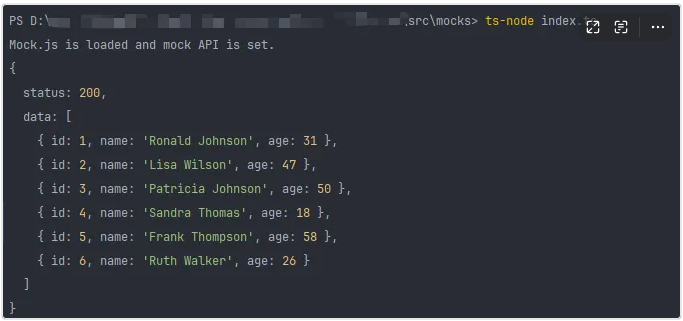 PS D:\ \src\mocks> ts-node index.
Mock.js is loaded and mock API is set.
{
status: 200,
data: [
{ id: 1, name: 'Ronald Johnson', age: 31 },
{ id: 2, name: 'Lisa Wilson', age: 47 },
{ id: 3, name: 'Patricia Johnson', age: 50 },
{ id: 4, name: 'Sandra Thomas', age: 18 },
{ id: 5, name: 'Frank Thompson', age: 58 },
{ id: 6, name: 'Ruth Walker', age: 26 }
]
}